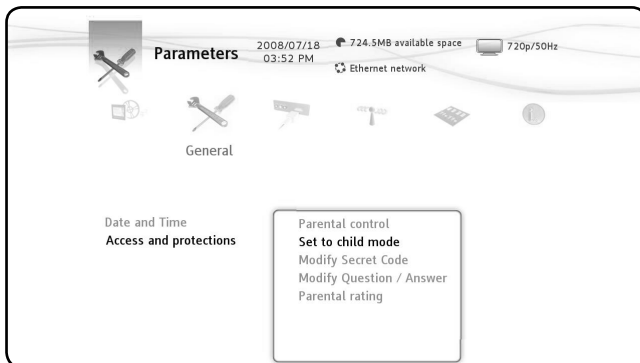 Parameters
2008/07/18
03:52 PM
724.5MB available space
Ethernet network
720p/50Hz
General
Date and Time
Access and protections
Parental control
Set to child mode
Modify Secret Code
Modify Question / Answer
Parental rating